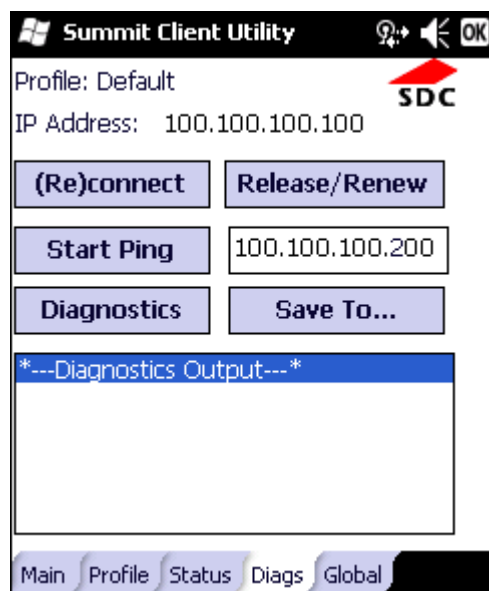 Summit Client Utility OK
Profile: Default
SDC
IP Address: 100.100.100.100
(Re)connect Release/Renew
Start Ping 100.100.100.200
Diagnostics Save To...
*---Diagnostics Output---*
Main Profile Status Diags Global